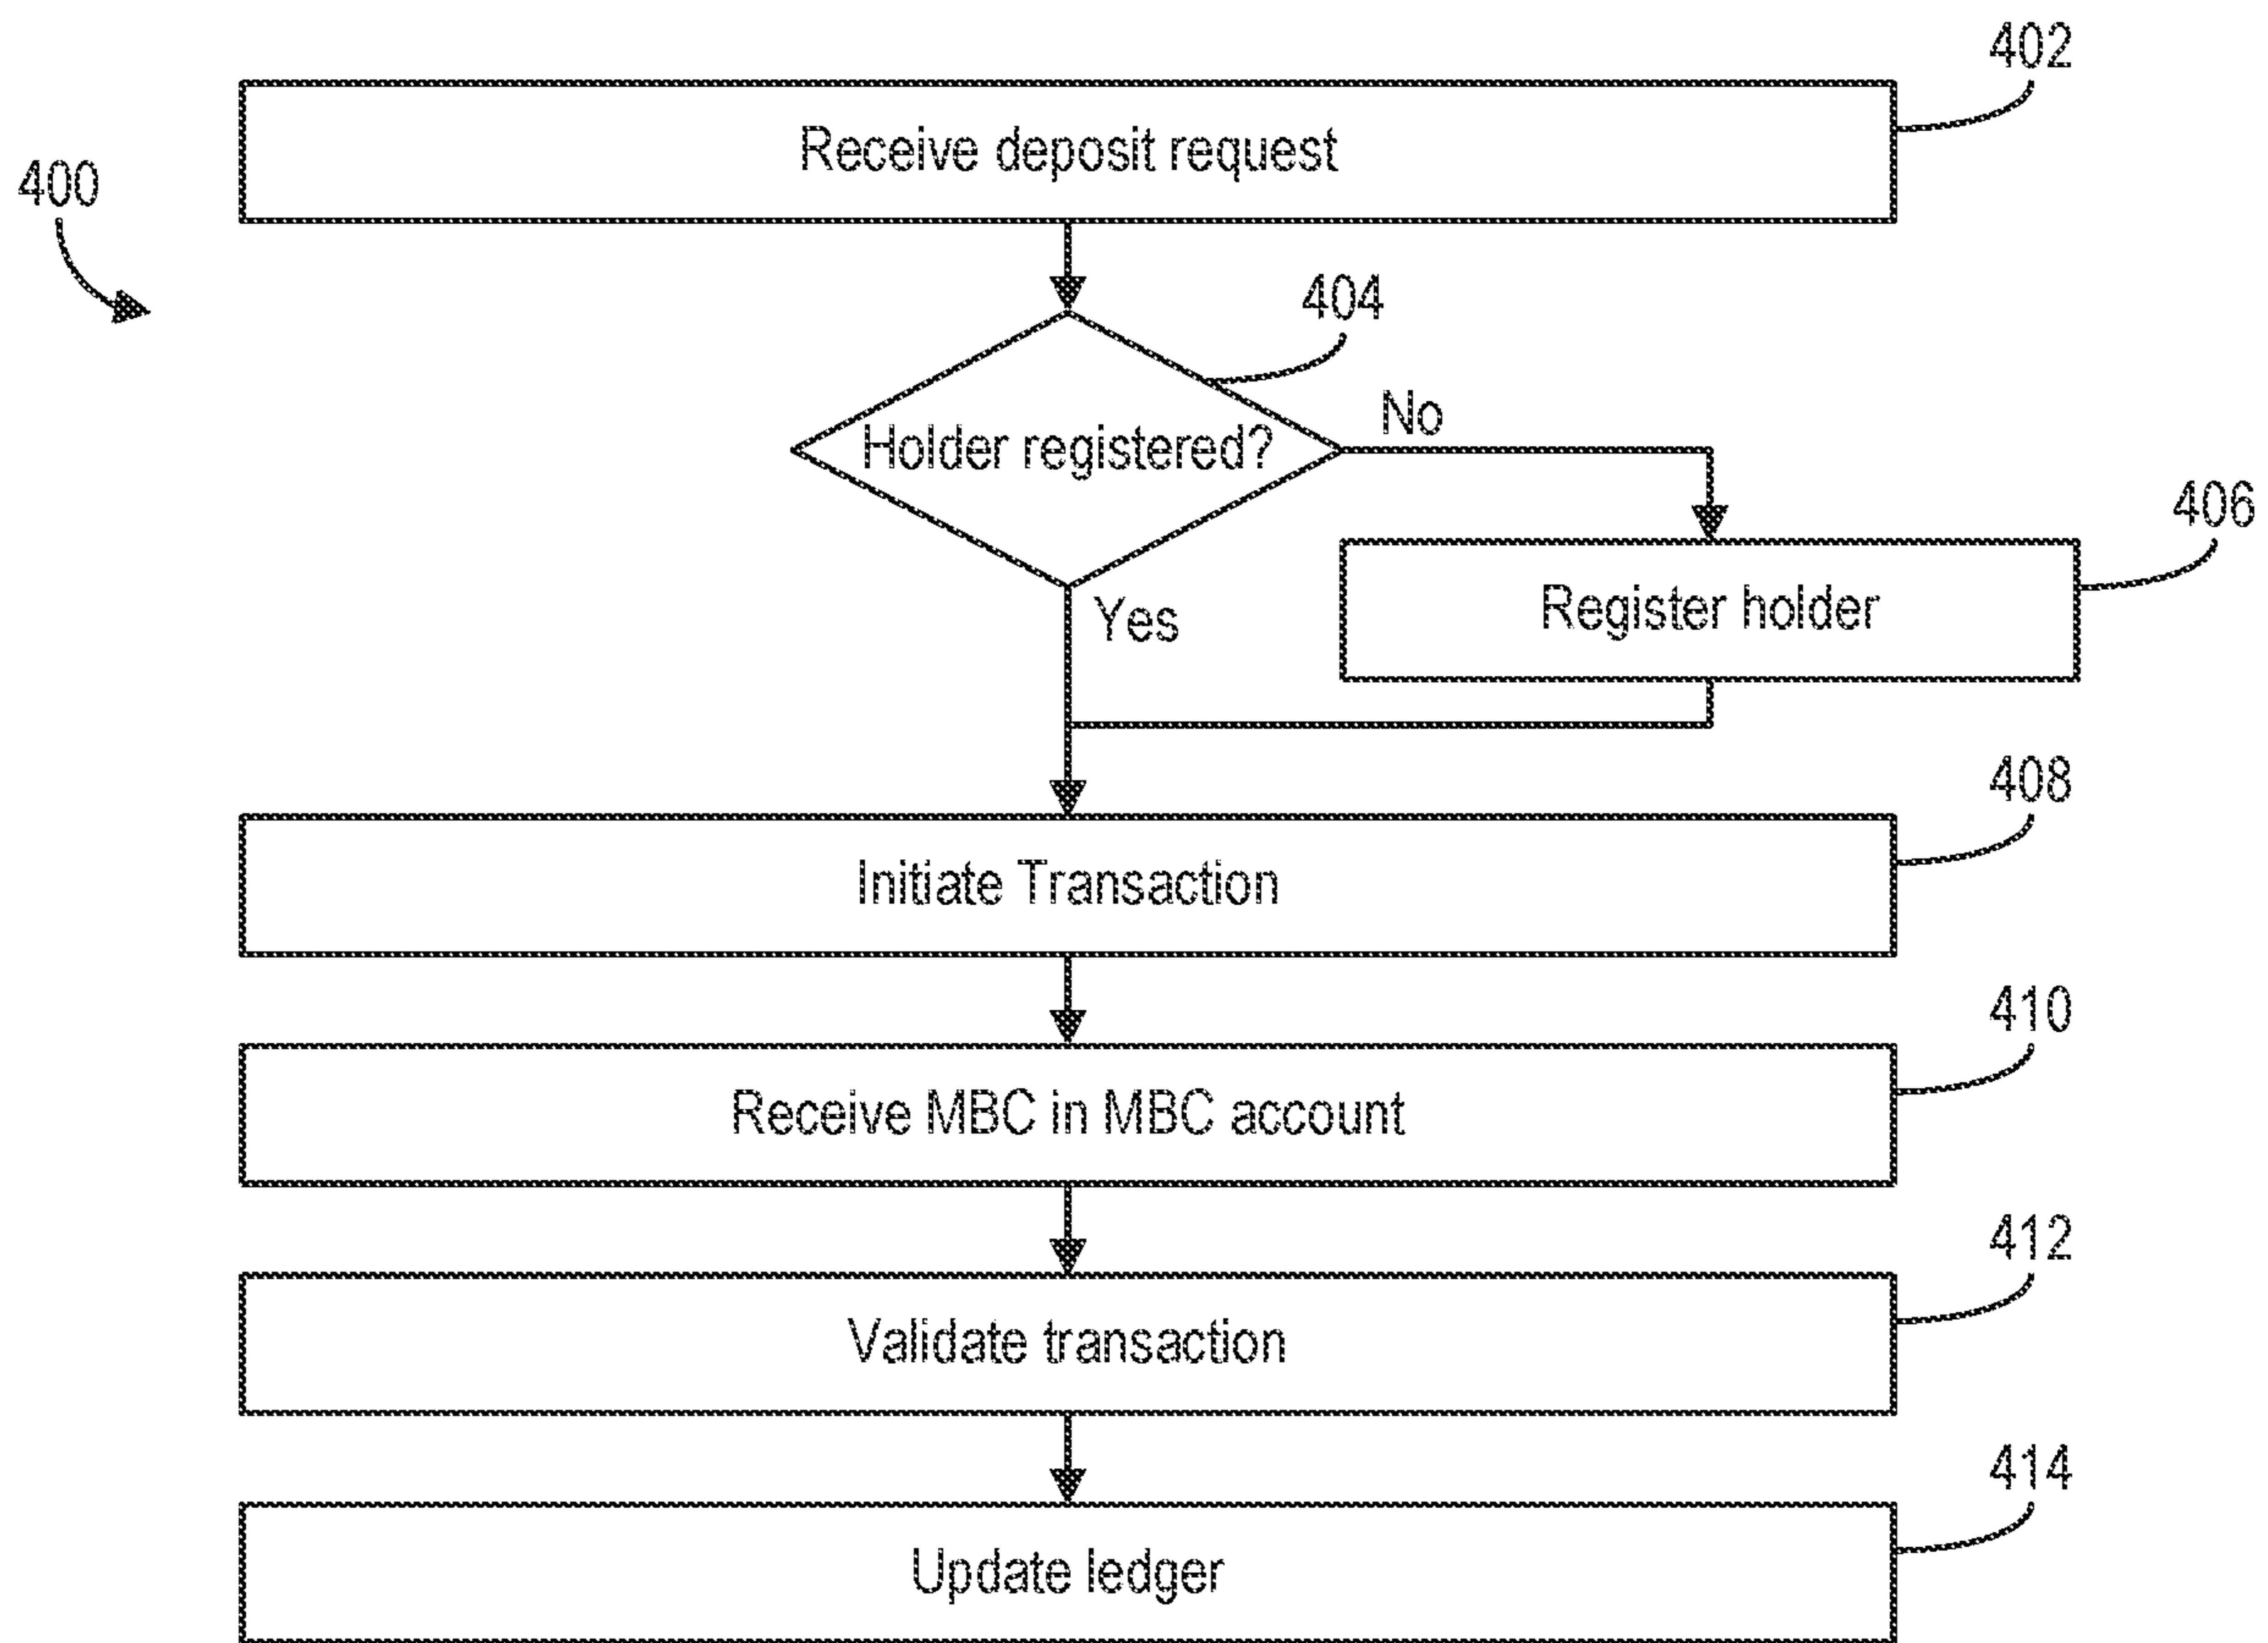 402
Receive deposit request
400
404
Holder registered?
No
406
Register holder
Yes
408
Initiate Transaction
410
Receive MBC in MBC account
412
Validate transaction
414
Update ledger